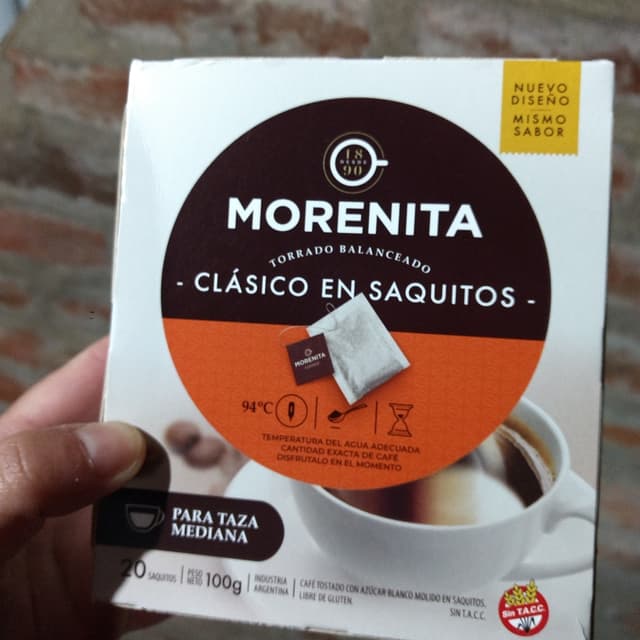 NUEVO
DISEÑO
MISMO
SABOR
18
DESDE
90
MORENITA
TORRADO BALANCEADO
- CLÁSICO EN SAQUITOS -
MORENITA
94°C
TEMPERATURA DEL AGUA ADECUADA
CANTIDAD EXACTA DE CAFÉ
DISFRUTALO EN EL MOMENTO
PARA TAZA
MEDIANA
20 SAQUITOS
PESO
NETO 100g
INDUSTRIA
ARGENTINA
CAFÉ TOSTADO CON AZÚCAR BLANCO MOLIDO EN SAQUITOS.
LIBRE DE GLUTEN.
SIN T.A.C.C.
Sin T.A.C.C.